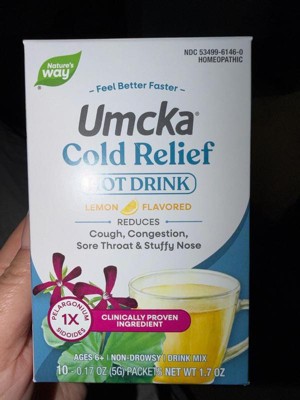 Nature's
way
NDC 53499-6146-0
HOMEOPATHIC
– Feel Better Faster –
Umcka®
Cold Relief
HOT DRINK
LEMON FLAVORED
REDUCES
Cough, Congestion,
Sore Throat & Stuffy Nose
PELARGONIUM
1X
SIDOIDES
CLINICALLY PROVEN
INGREDIENT
AGES 6+ | NON-DROWSY | DRINK MIX
10 - 0.17 OZ (5G) PACKETS NET WT 1.7 OZ